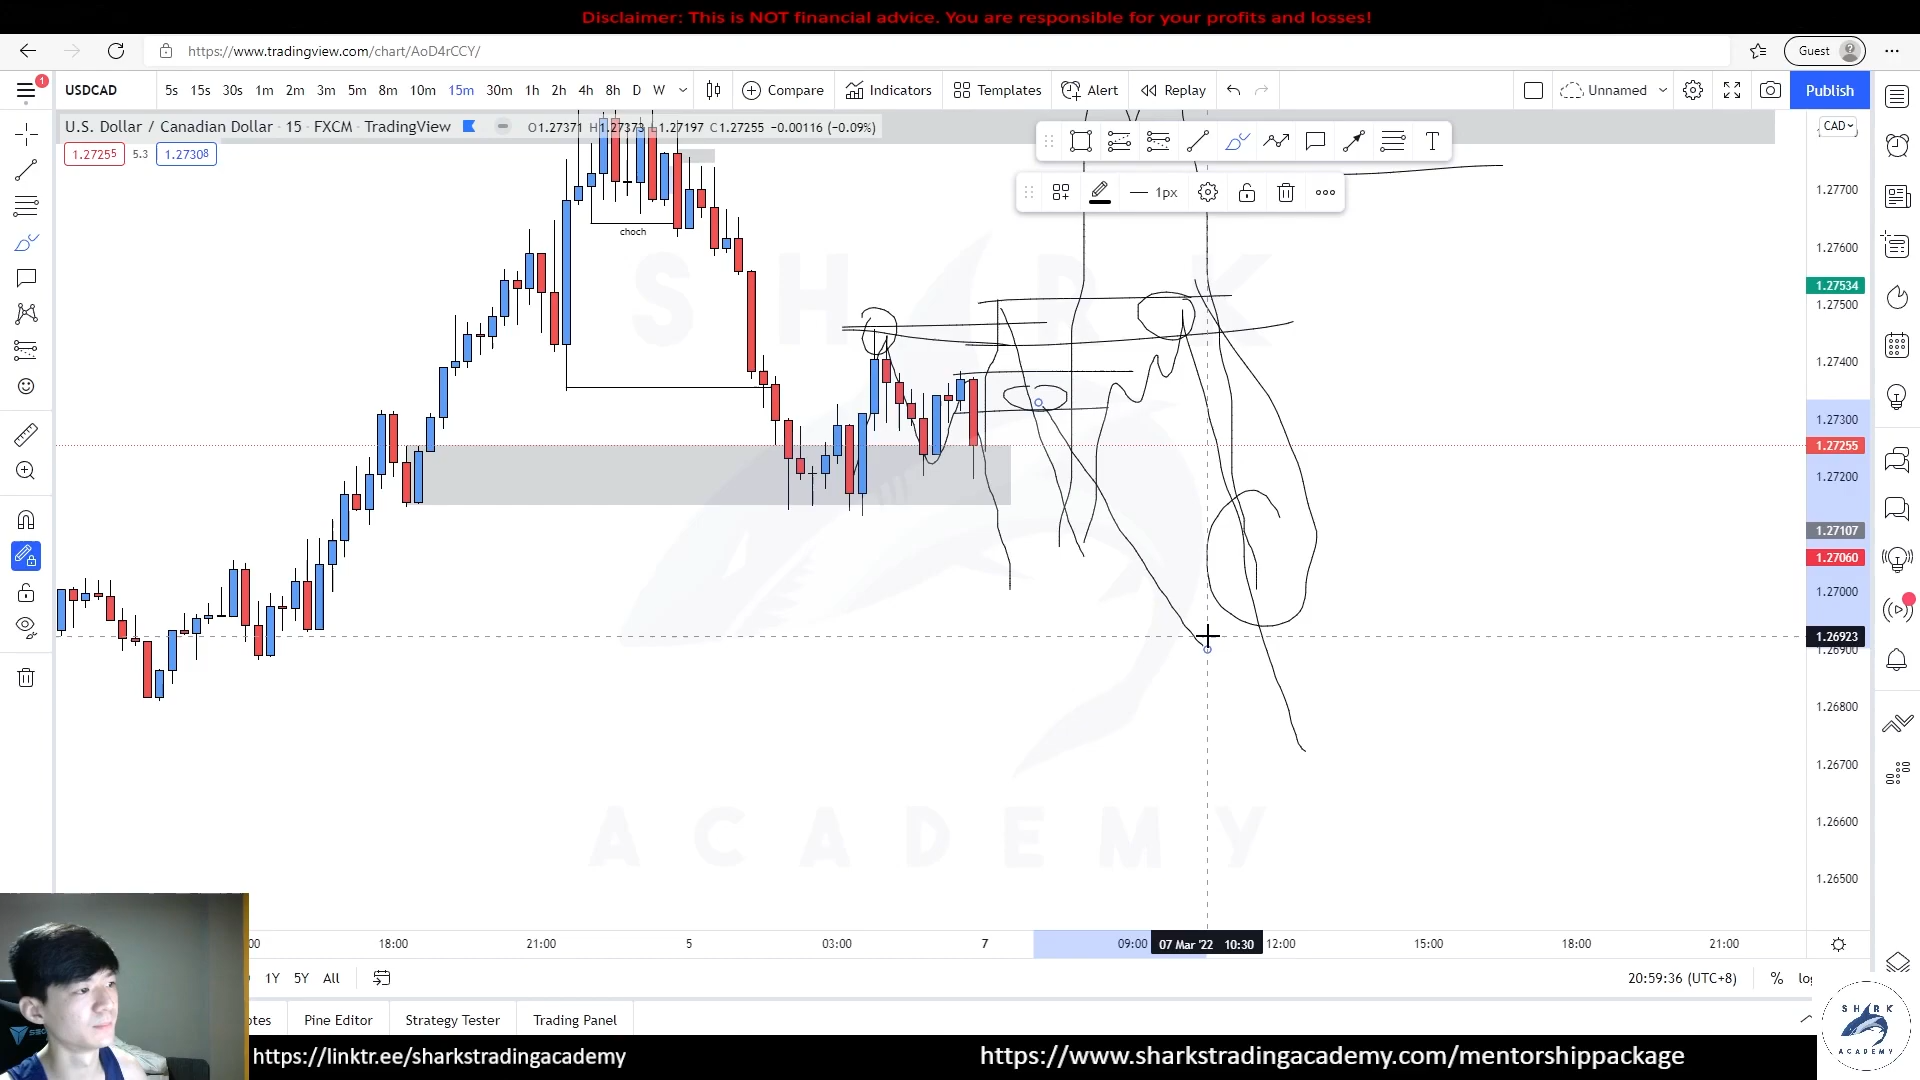 Disclaimer: This is NOT financial advice. You are responsible for your profits and losses!
https://www.tradingview.com/chart/AoD4rCCY/
Guest
1
USDCAD 5s 15s 30s 1m 2m 3m 5m 8m 10m 15m 30m 1h 2h 4h 8h D W Compare Indicators Templates Alert Replay Unnamed Publish
U.S. Dollar / Canadian Dollar · 15 · FXCM · TradingView O1.27371 H1.27373 L1.27197 C1.27255 −0.00116 (−0.09%)
CAD
1.27255 5.3 1.27308
T
1px
choch
SHARK
ACADEMY
1.27700
1.27600
1.27534
1.27500
1.27400
1.27300
1.27255
1.27200
1.27107
1.27060
1.27000
1.26923
1.26900
1.26800
1.26700
1.26600
1.26500
18:00 21:00 5 03:00 7 09:00 07 Mar '22 10:30 12:00 15:00 18:00 21:00
1Y 5Y All
20:59:36 (UTC+8) %
Pine Editor Strategy Tester Trading Panel
https://linktr.ee/sharkstradingacademy
https://www.sharkstradingacademy.com/mentorshippackage
SHARK
ACADEMY